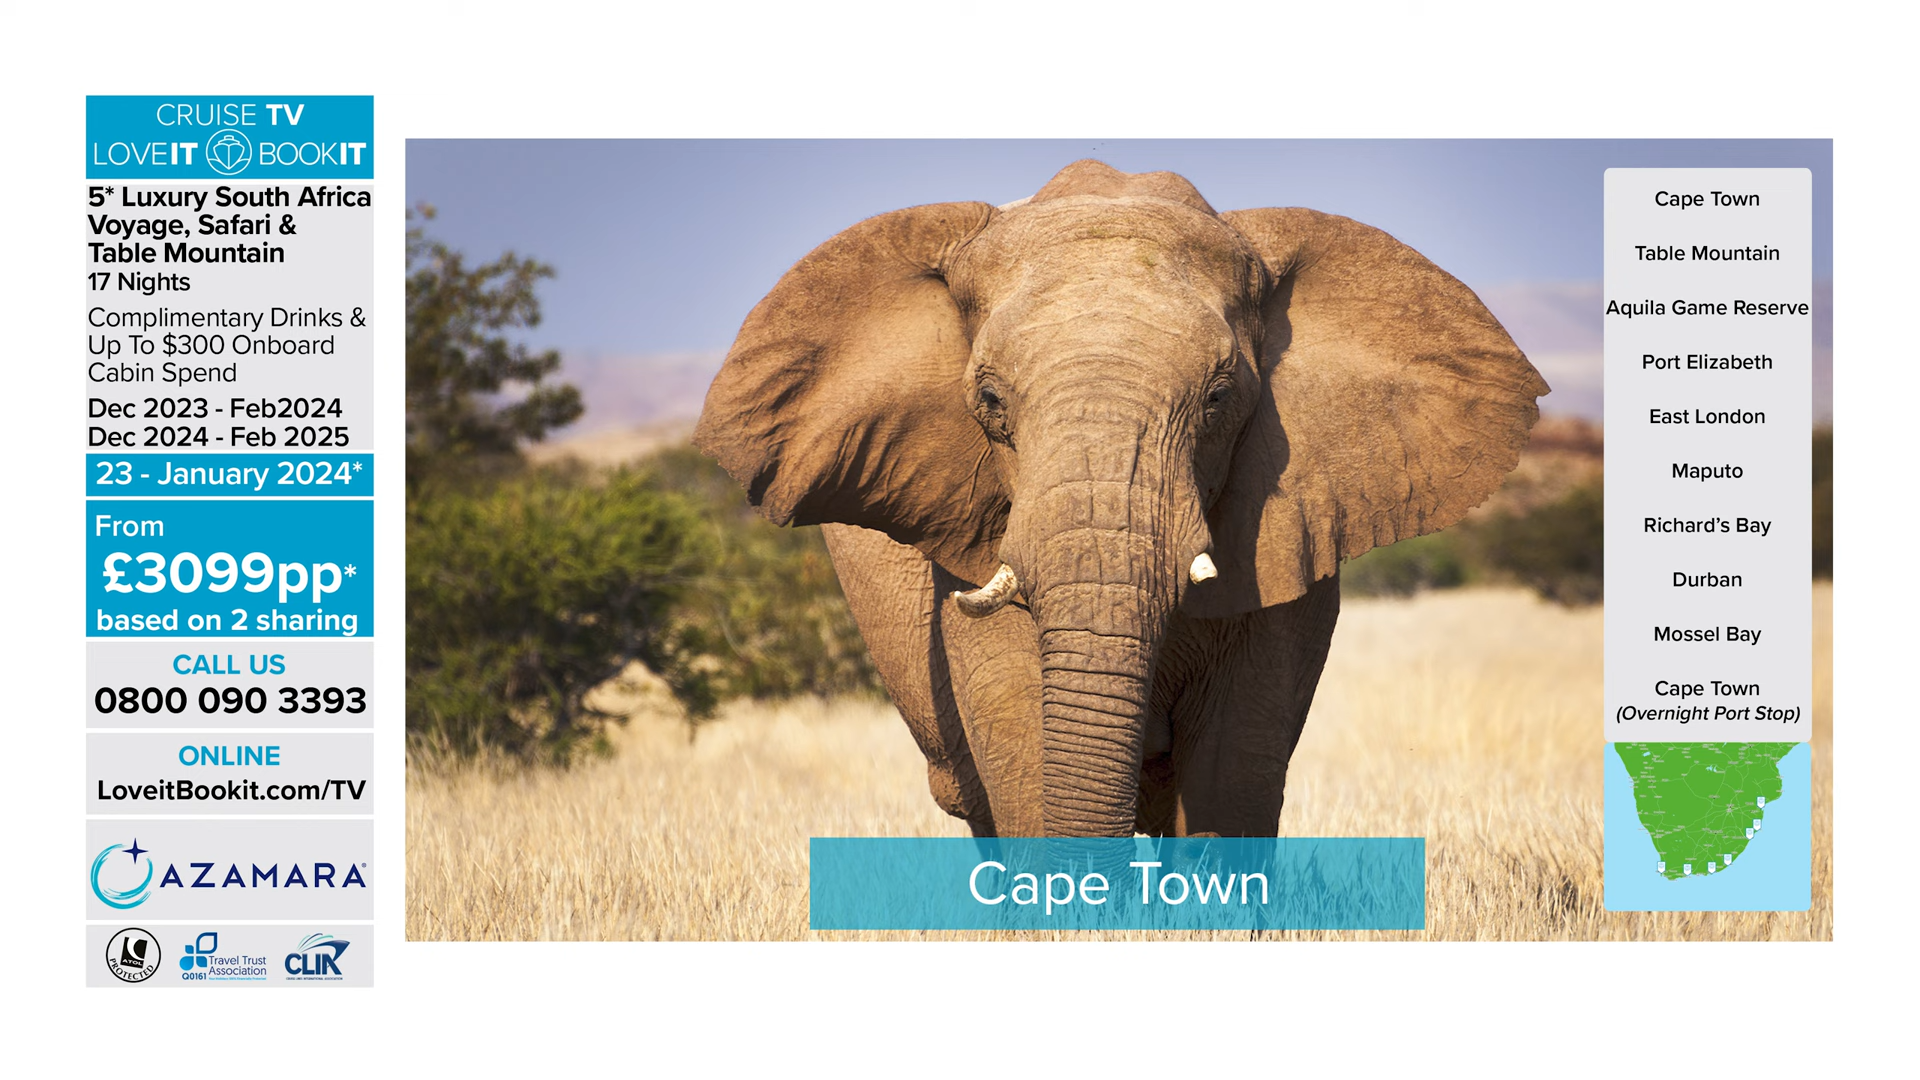 CRUISE TV
LOVEIT BOOKIT
5* Luxury South Africa
Voyage, Safari &
Table Mountain
17 Nights
Complimentary Drinks &
Up To $300 Onboard
Cabin Spend
Dec 2023 - Feb2024
Dec 2024 - Feb 2025
23 - January 2024*
From
£3099pp*
based on 2 sharing
CALL US
0800 090 3393
ONLINE
LoveitBookit.com/TV
AZAMARA
ATOL
PROTECTED
Travel Trust
Association
Q0161
CLIA
Cape Town
Cape Town
Table Mountain
Aquila Game Reserve
Port Elizabeth
East London
Maputo
Richard’s Bay
Durban
Mossel Bay
Cape Town
(Overnight Port Stop)